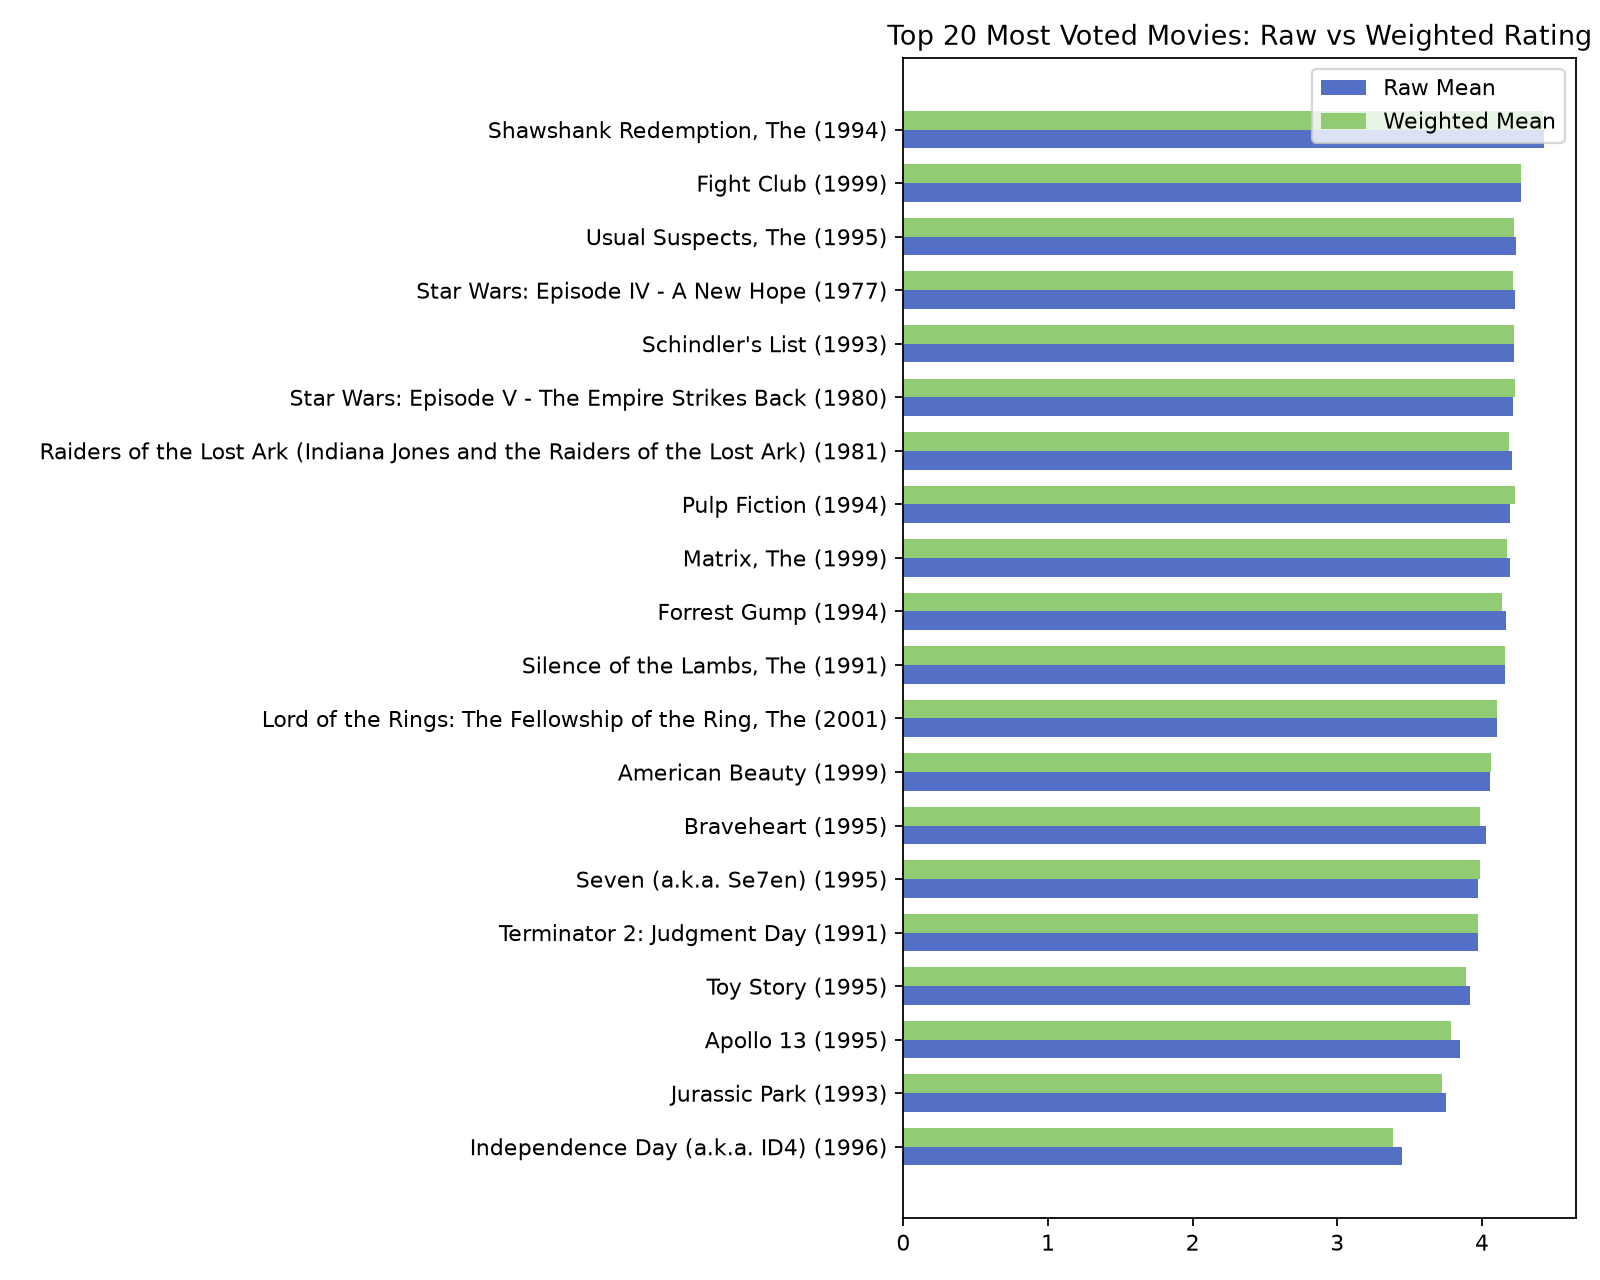 Top 20 Most Voted Movies: Raw vs Weighted Rating
Raw Mean
Weighted Mean
Shawshank Redemption, The (1994)
Fight Club (1999)
Usual Suspects, The (1995)
Star Wars: Episode IV - A New Hope (1977)
Schindler's List (1993)
Star Wars: Episode V - The Empire Strikes Back (1980)
Raiders of the Lost Ark (Indiana Jones and the Raiders of the Lost Ark) (1981)
Pulp Fiction (1994)
Matrix, The (1999)
Forrest Gump (1994)
Silence of the Lambs, The (1991)
Lord of the Rings: The Fellowship of the Ring, The (2001)
American Beauty (1999)
Braveheart (1995)
Seven (a.k.a. Se7en) (1995)
Terminator 2: Judgment Day (1991)
Toy Story (1995)
Apollo 13 (1995)
Jurassic Park (1993)
Independence Day (a.k.a. ID4) (1996)
0 1 2 3 4